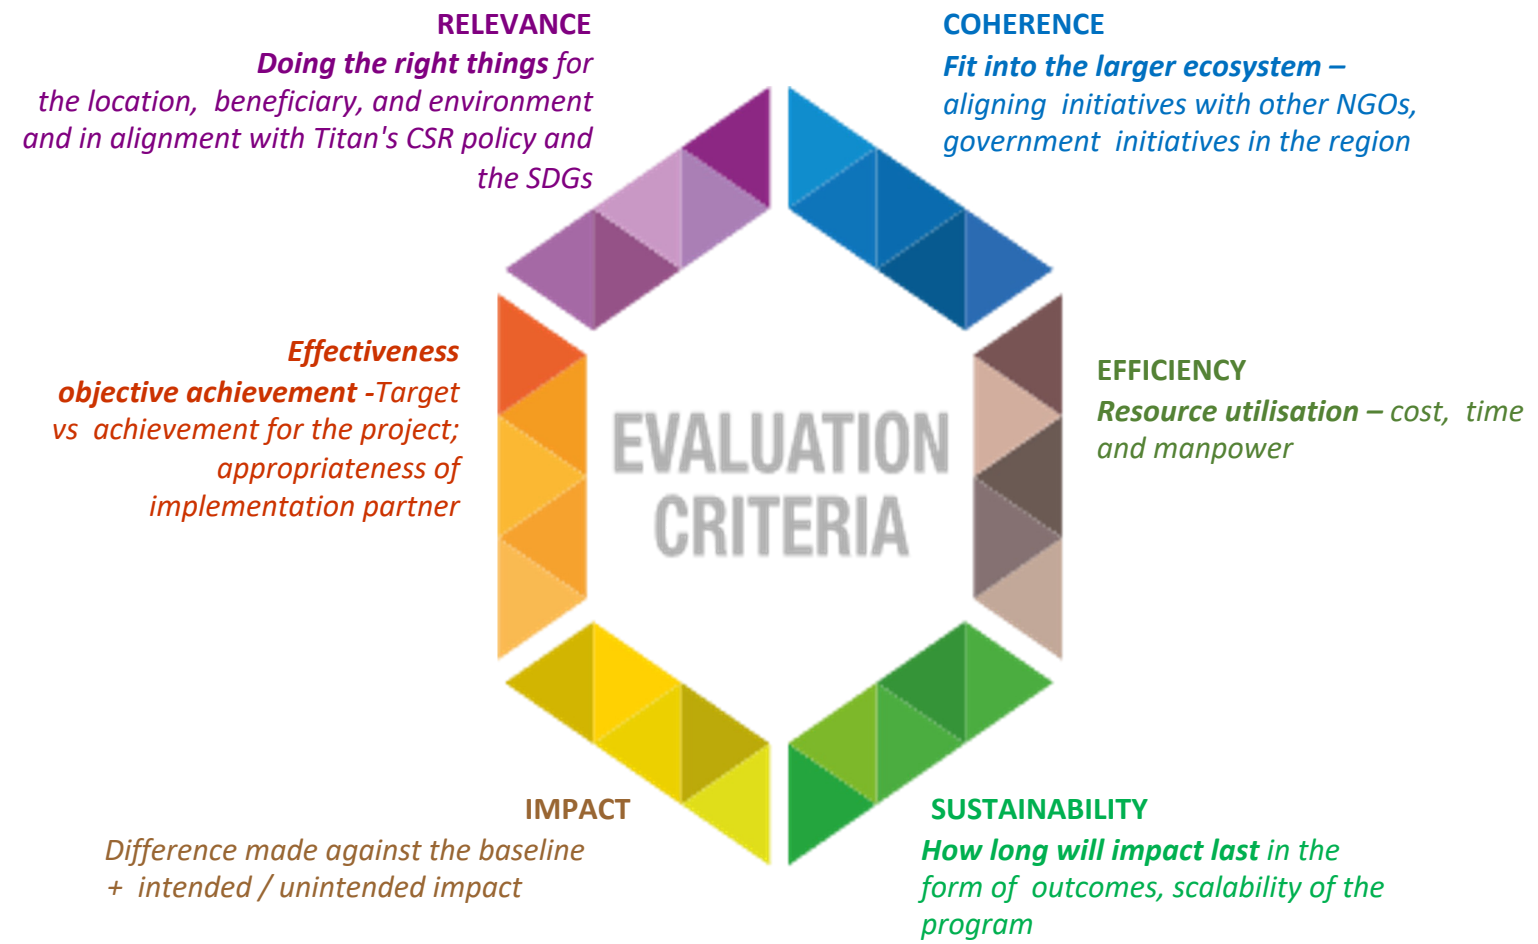 RELEVANCE
Doing the right things for
the location, beneficiary, and environment
and in alignment with Titan's CSR policy and
the SDGs
COHERENCE
Fit into the larger ecosystem –
aligning initiatives with other NGOs,
government initiatives in the region
Effectiveness
objective achievement -Target
vs achievement for the project;
appropriateness of
implementation partner
EVALUATION
CRITERIA
EFFICIENCY
Resource utilisation – cost, time
and manpower
IMPACT
Difference made against the baseline
+ intended / unintended impact
SUSTAINABILITY
How long will impact last in the
form of outcomes, scalability of the
program